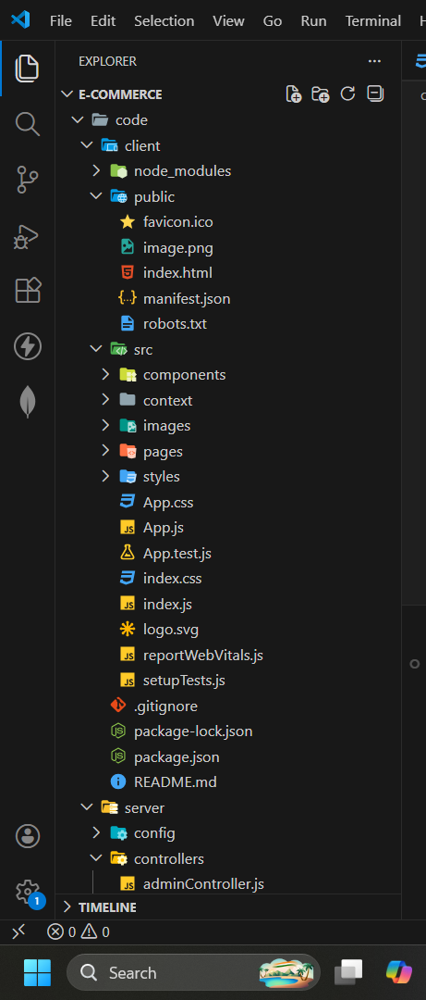 File Edit Selection View Go Run Terminal
EXPLORER
E-COMMERCE
code
client
node_modules
public
favicon.ico
image.png
index.html
manifest.json
robots.txt
src
components
context
images
pages
styles
App.css
App.js
App.test.js
index.css
index.js
logo.svg
reportWebVitals.js
setupTests.js
.gitignore
package-lock.json
package.json
README.md
server
config
controllers
adminController.js
TIMELINE
1
0 0
Search